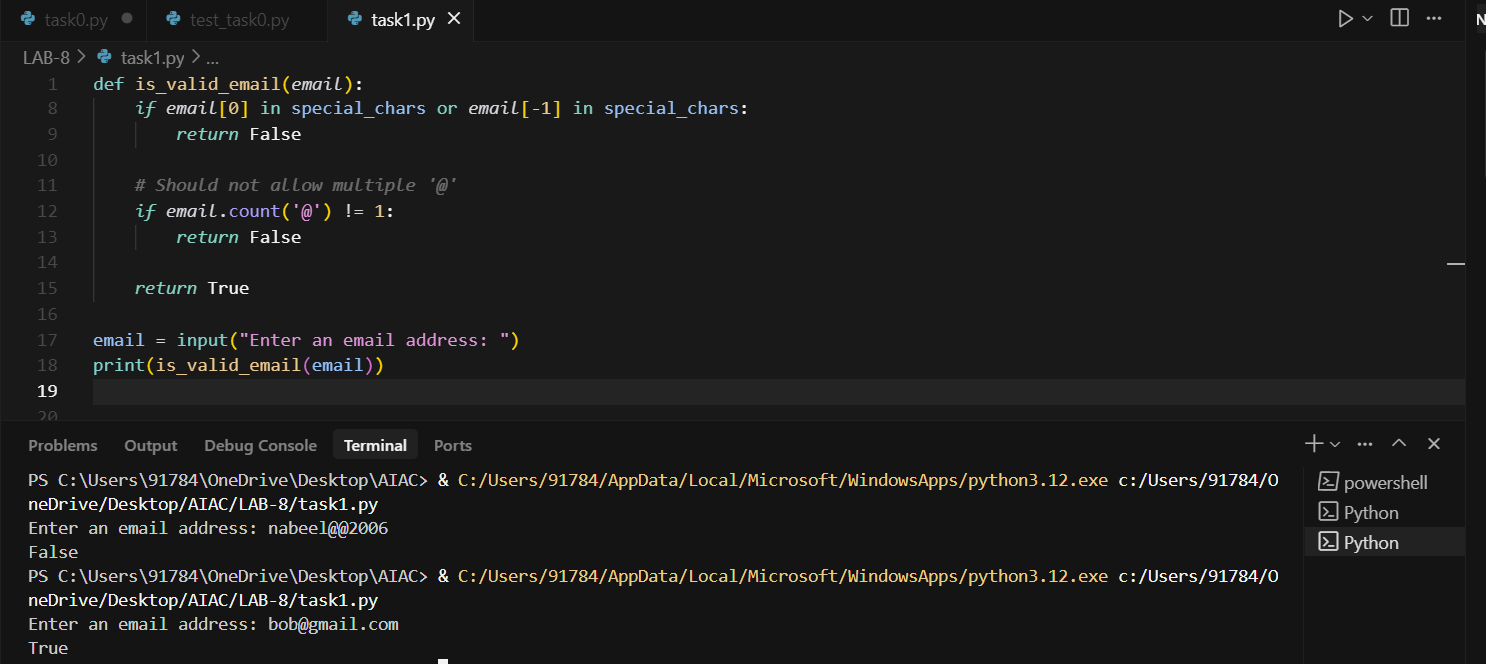 task0.py
test_task0.py
task1.py
N
LAB-8 > task1.py > ...
1 def is_valid_email(email):
8 if email[0] in special_chars or email[-1] in special_chars:
9 return False
10
11 # Should not allow multiple '@'
12 if email.count('@') != 1:
13 return False
14
15 return True
16
17 email = input("Enter an email address: ")
18 print(is_valid_email(email))
19
20
Problems Output Debug Console Terminal Ports
PS C:\Users\91784\OneDrive\Desktop\AIAC> & C:/Users/91784/AppData/Local/Microsoft/WindowsApps/python3.12.exe c:/Users/91784/O
neDrive/Desktop/AIAC/LAB-8/task1.py
Enter an email address: nabeel@@2006
False
PS C:\Users\91784\OneDrive\Desktop\AIAC> & C:/Users/91784/AppData/Local/Microsoft/WindowsApps/python3.12.exe c:/Users/91784/O
neDrive/Desktop/AIAC/LAB-8/task1.py
Enter an email address: bob@gmail.com
True
powershell
Python
Python